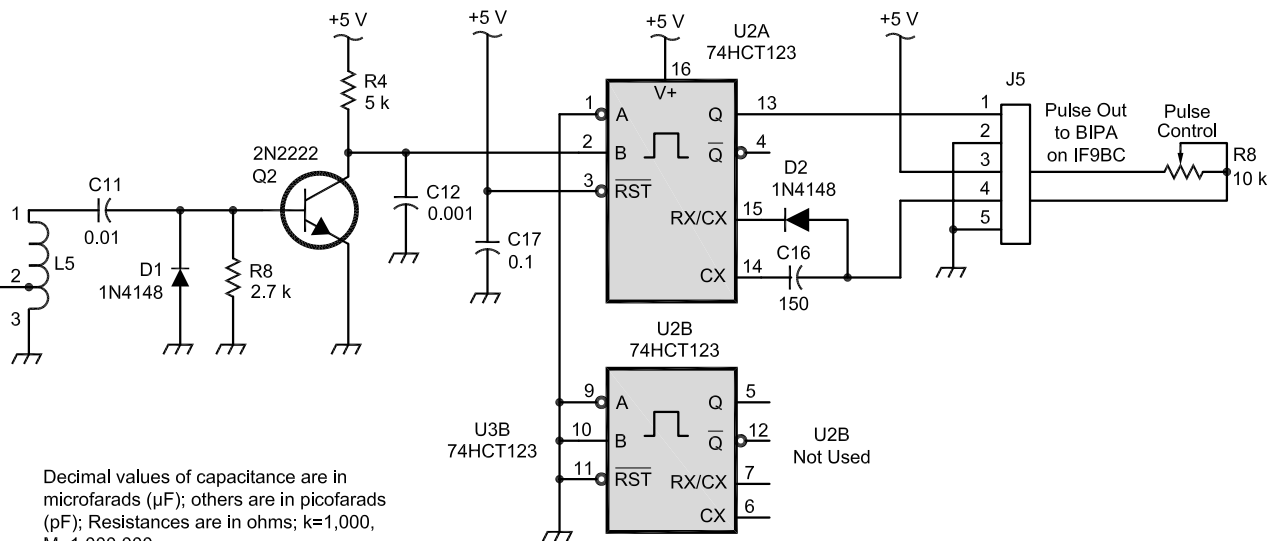 +5 V
+5 V
+5 V
+5 V
U2A
74HCT123
R4
5 k
16
V+
J5
1
A
Q
13
1
Pulse Out
to BIPA
on IF9BC
Pulse
Control
2N2222
Q2
2
B
Q
4
2
3
R8
10 k
C11
0.01
C12
0.001
3
RST
D2
1N4148
4
1
L5
2
3
D1
1N4148
R8
2.7 k
C17
0.1
RX/CX
15
5
CX
14
C16
150
U2B
74HCT123
9
A
Q
5
U3B
74HCT123
10
B
Q
12
U2B
Not Used
11
RST
RX/CX
7
CX
6
Decimal values of capacitance are in
microfarads (µF); others are in picofarads
(pF); Resistances are in ohms; k=1,000,